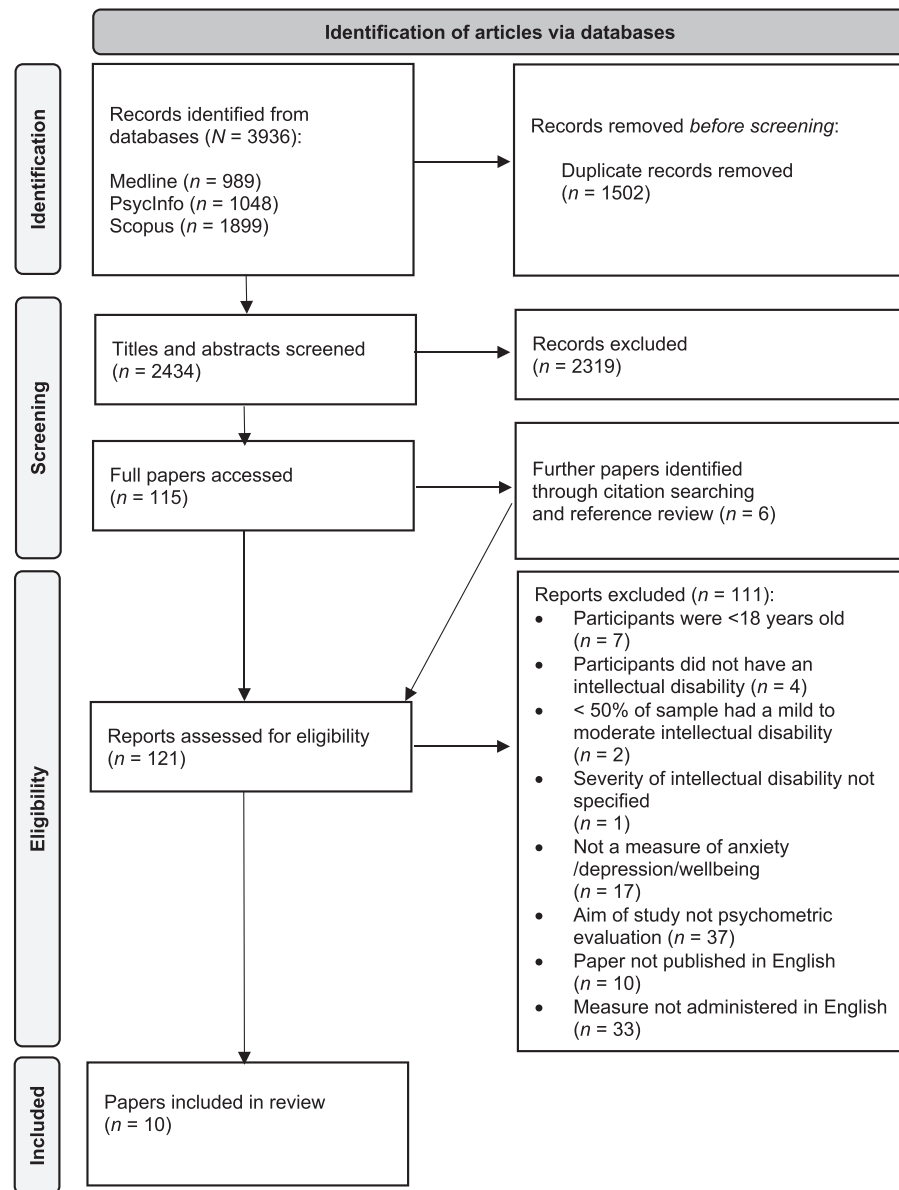 Identification of articles via databases
Identification
Records identified from
databases (N = 3936):
Medline (n = 989)
PsycInfo (n = 1048)
Scopus (n = 1899)
Records removed before screening:
Duplicate records removed
(n = 1502)
Screening
Titles and abstracts screened
(n = 2434)
Records excluded
(n = 2319)
Full papers accessed
(n = 115)
Further papers identified
through citation searching
and reference review (n = 6)
Eligibility
Reports assessed for eligibility
(n = 121)
Reports excluded (n = 111):
• Participants were <18 years old
(n = 7)
• Participants did not have an
intellectual disability (n = 4)
• < 50% of sample had a mild to
moderate intellectual disability
(n = 2)
• Severity of intellectual disability not
specified
(n = 1)
• Not a measure of anxiety
/depression/wellbeing
(n = 17)
• Aim of study not psychometric
evaluation (n = 37)
• Paper not published in English
(n = 10)
• Measure not administered in English
(n = 33)
Included
Papers included in review
(n = 10)